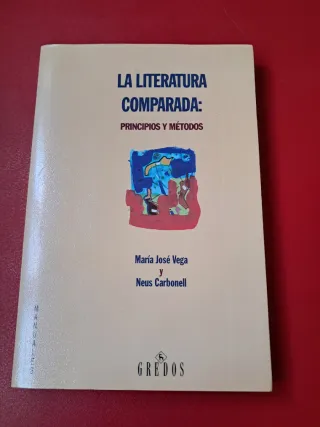 LA LITERATURA
COMPARADA:
PRINCIPIOS Y MÉTODOS
María José Vega
y
Neus Carbonell
MANUALES
GREDOS